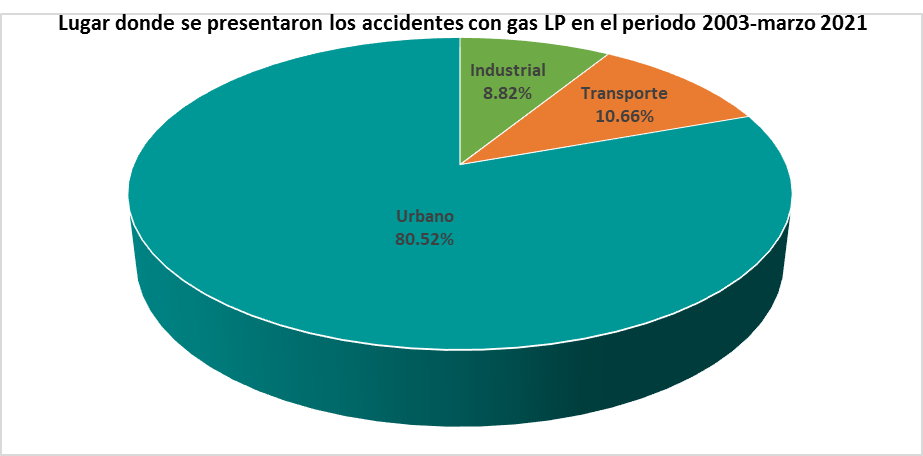 Lugar donde se presentaron los accidentes con gas LP en el periodo 2003-marzo 2021
Industrial
8.82%
Transporte
10.66%
Urbano
80.52%